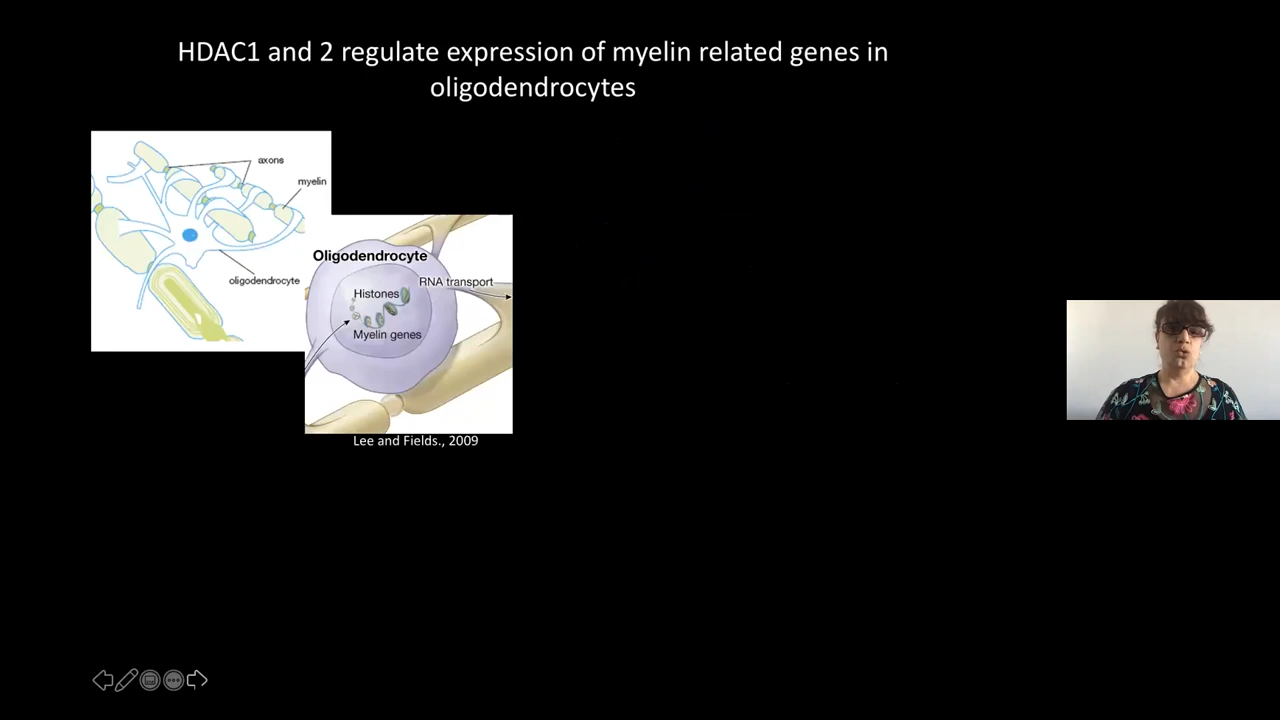 HDAC1 and 2 regulate expression of myelin related genes in
oligodendrocytes
axons
myelin
oligodendrocyte
Oligodendrocyte
RNA transport
Histones
Myelin genes
Lee and Fields., 2009